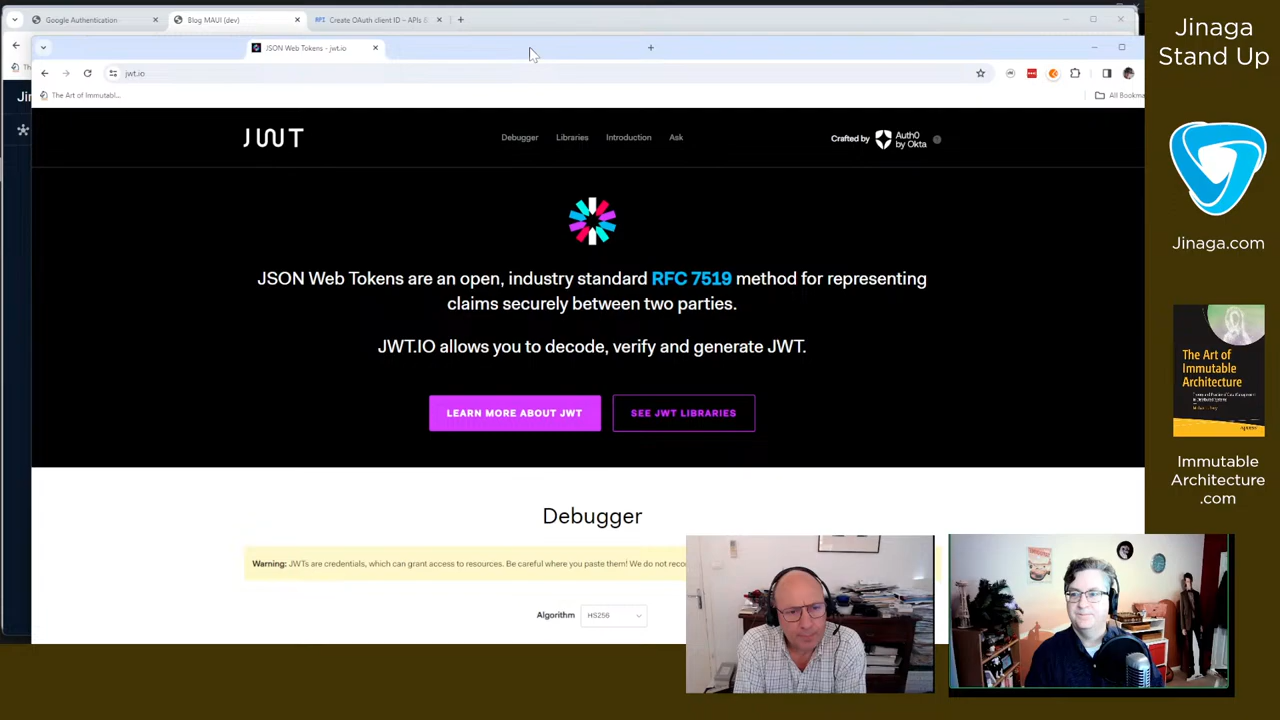 Google Authentication
Blog MAUI (dev)
RPI Create OAuth client ID – APIs &
JSON Web Tokens - jwt.io
jwt.io
The Art of Immutabl...
All Bookma
JWT
Debugger
Libraries
Introduction
Ask
Crafted by
Auth0
by Okta
JSON Web Tokens are an open, industry standard RFC 7519 method for representing
claims securely between two parties.
JWT.IO allows you to decode, verify and generate JWT.
LEARN MORE ABOUT JWT
SEE JWT LIBRARIES
Debugger
Warning: JWTs are credentials, which can grant access to resources. Be careful where you paste them! We do not reco
Algorithm
HS256
Jinaga
Stand Up
Jinaga.com
The Art of
Immutable
Architecture
Immutable
Architecture
.com